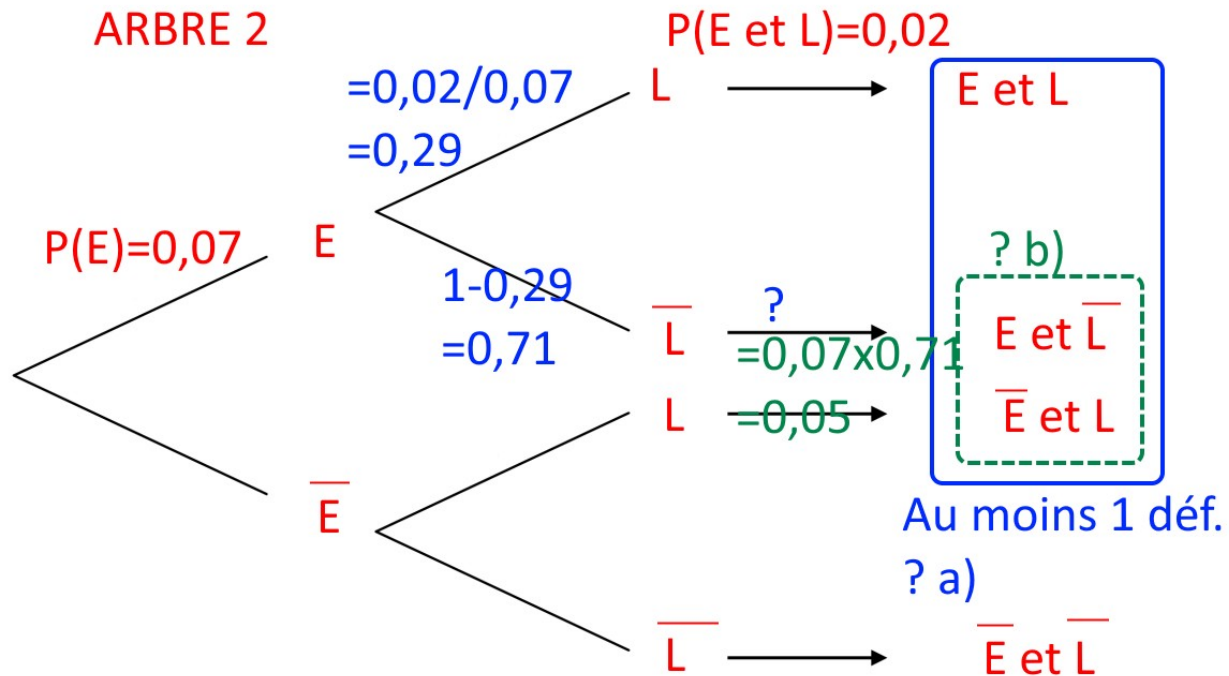 ARBRE 2
P(E et L)=0,02
=0,02/0,07
=0,29
L
E et L
P(E)=0,07
E
? b)
1-0,29
=0,71
L̅
?
=0,07x0,71
E et L̅
L
=0,05
E̅ et L
E̅
Au moins 1 déf.
? a)
L̅
E̅ et L̅